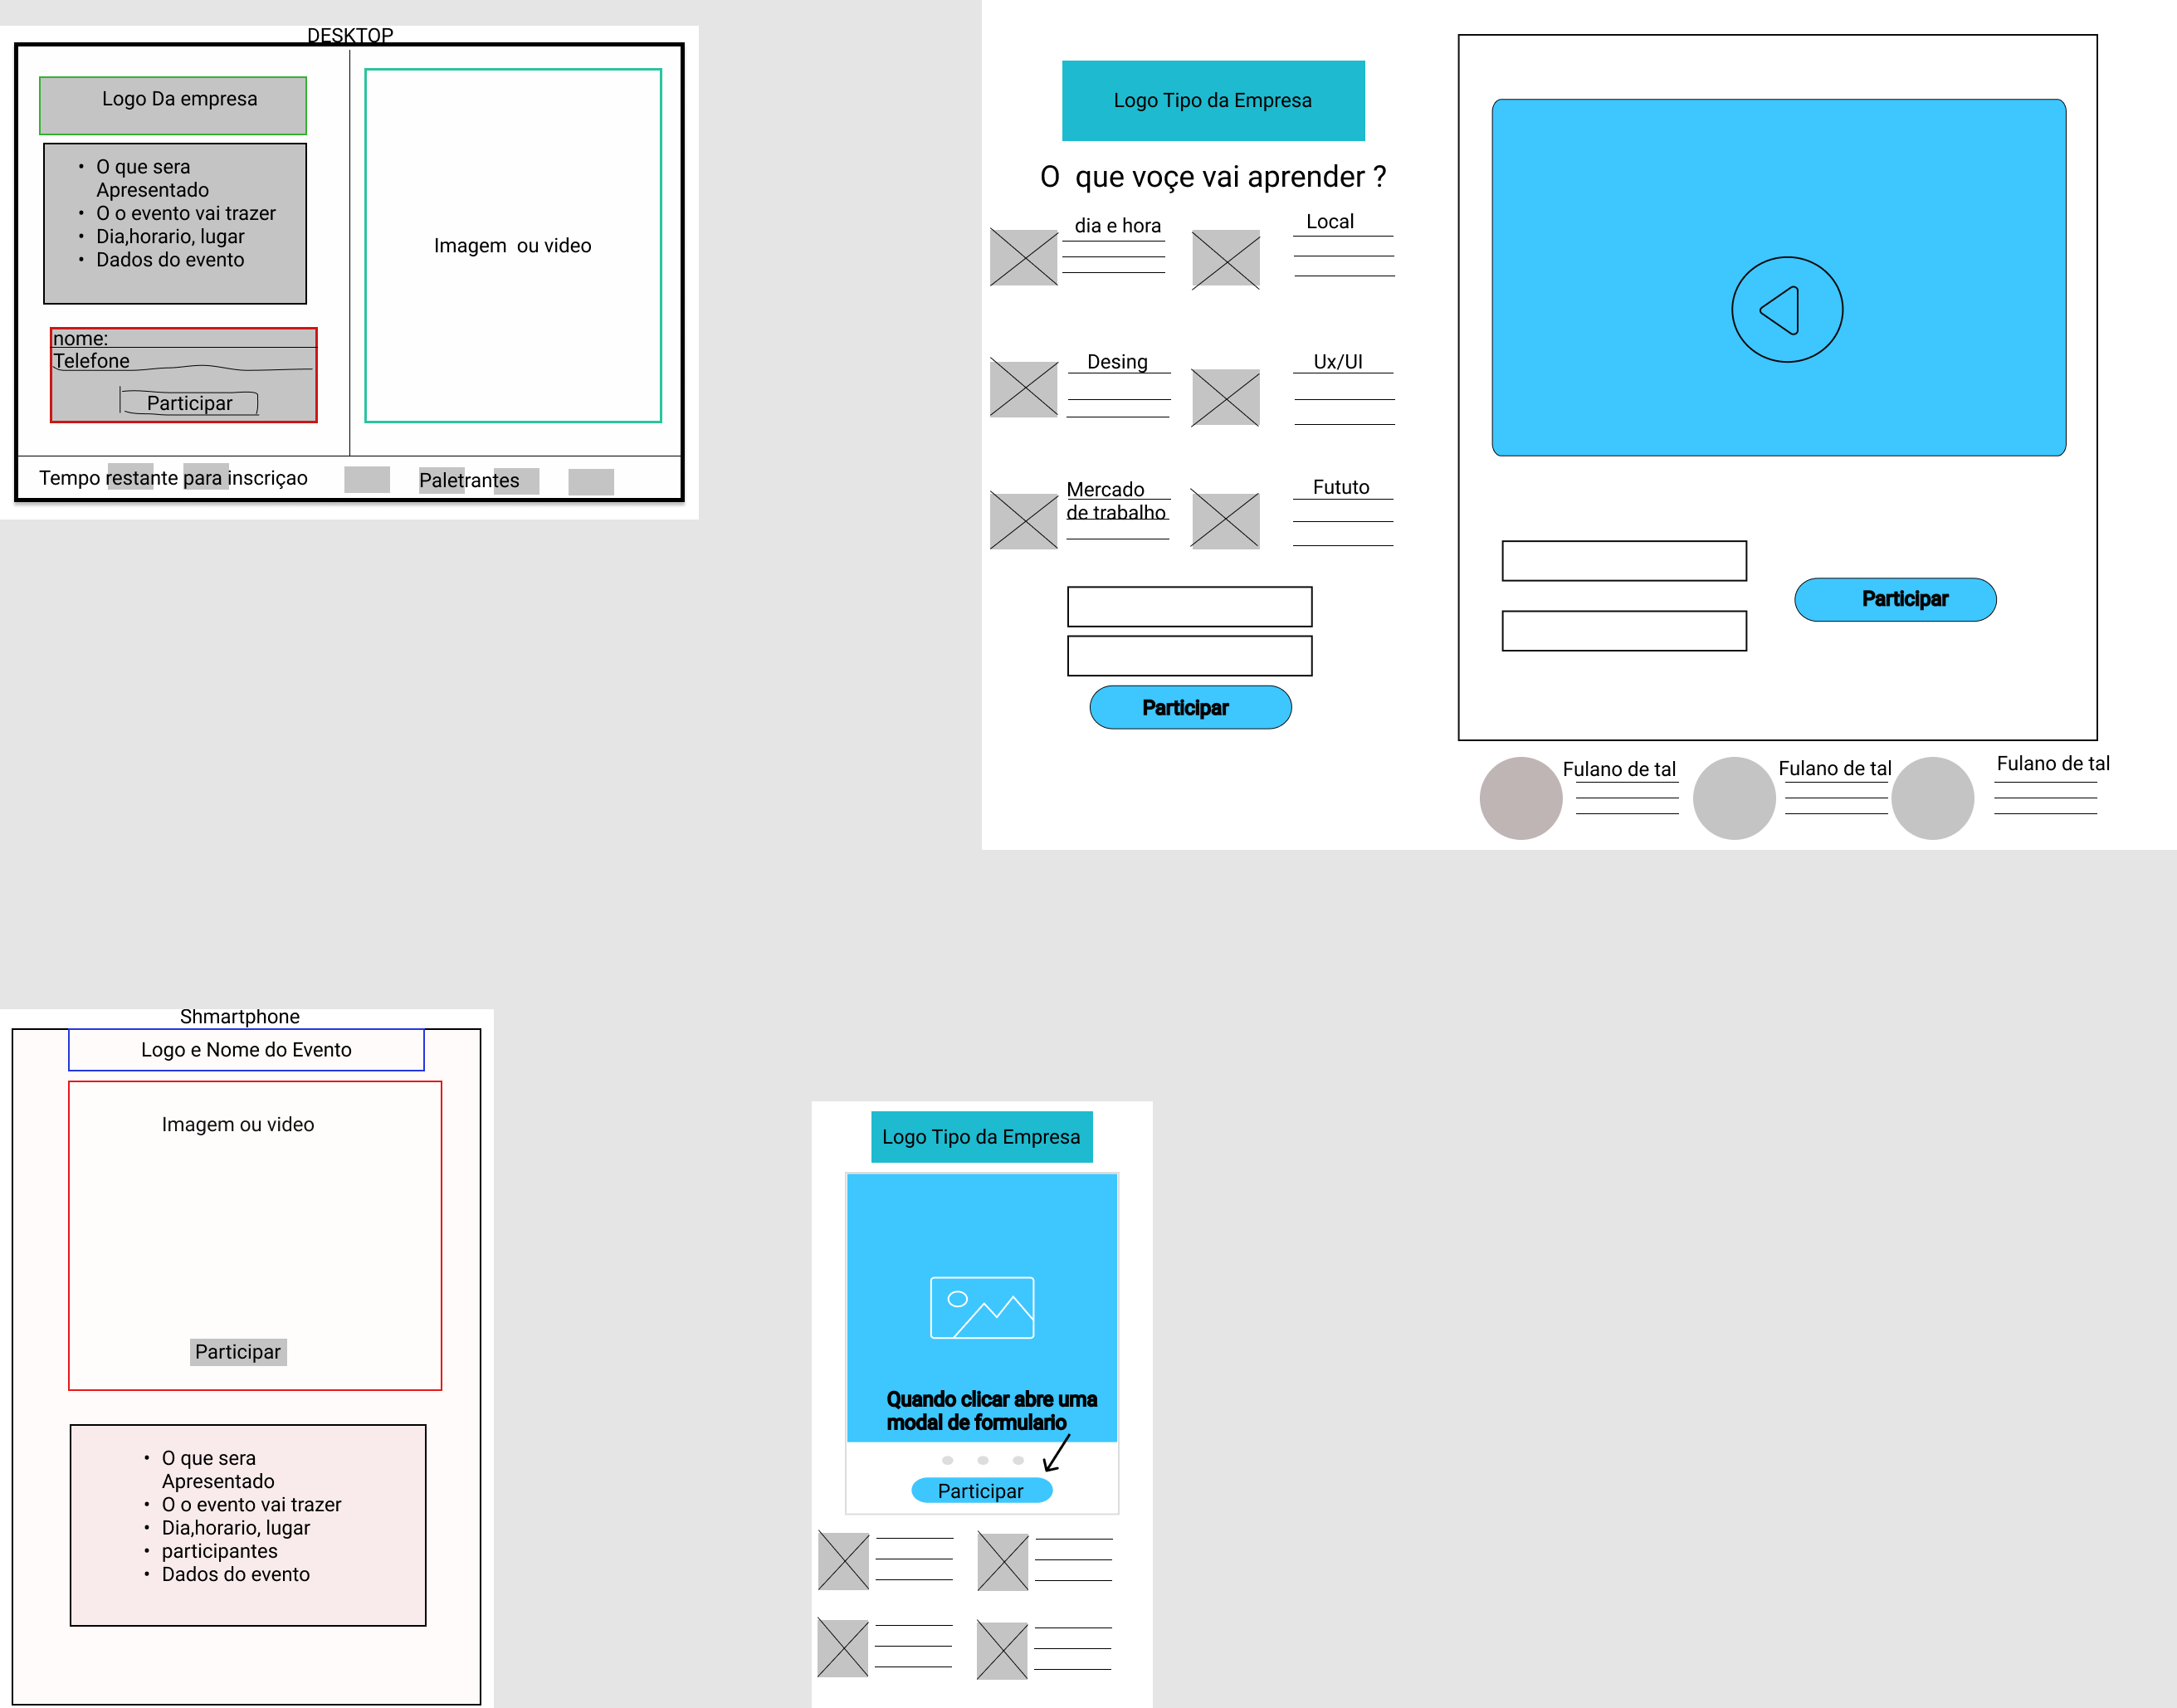 DESKTOP
Logo Da empresa
• O que sera
Apresentado
• O o evento vai trazer
• Dia,horario, lugar
• Dados do evento
nome:
Telefone
Participar
Imagem ou video
Tempo restante para inscriçao
Paletrantes
Logo Tipo da Empresa
O que voçe vai aprender ?
dia e hora
Local
Desing
Ux/UI
Mercado
de trabalho
Fututo
Participar
Participar
Fulano de tal
Fulano de tal
Fulano de tal
Shmartphone
Logo e Nome do Evento
Imagem ou video
Participar
• O que sera
Apresentado
• O o evento vai trazer
• Dia,horario, lugar
• participantes
• Dados do evento
Logo Tipo da Empresa
Quando clicar abre uma
modal de formulario
Participar